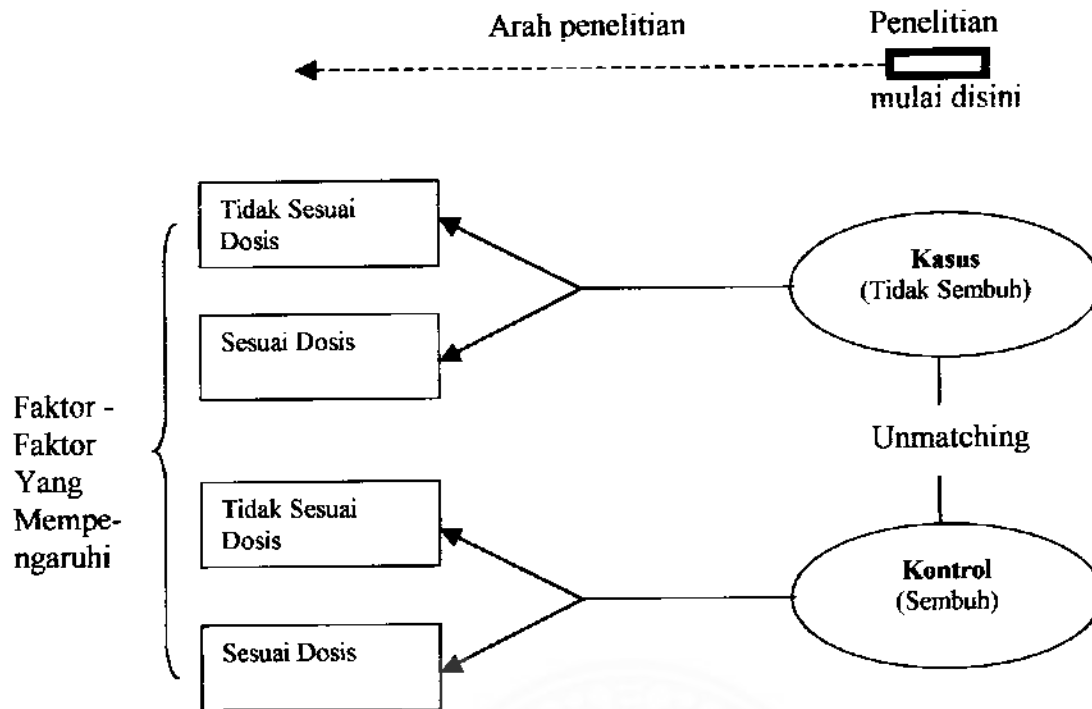 Arah penelitian
Penelitian
mulai disini
Tidak Sesuai
Dosis
Kasus
(Tidak Sembuh)
Sesuai Dosis
Faktor -
Faktor
Yang
Mempe-
ngaruhi
Unmatching
Tidak Sesuai
Dosis
Kontrol
(Sembuh)
Sesuai Dosis